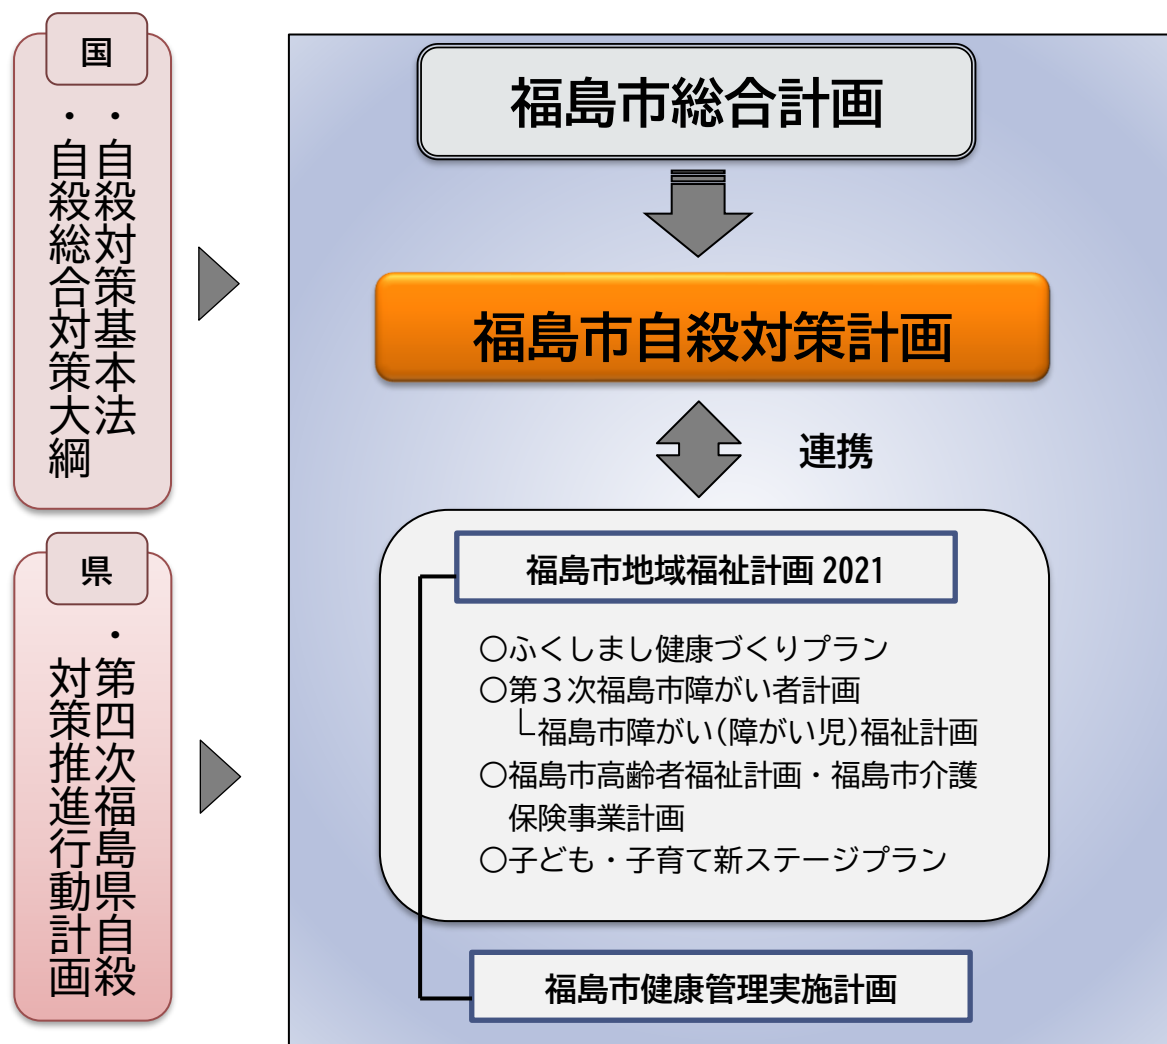 国
・自殺対策基本法
・自殺総合対策大綱
県
・第四次福島県自殺
対策推進行動計画
福島市総合計画
福島市自殺対策計画
連携
福島市地域福祉計画 2021
○ふくしまし健康づくりプラン
○第３次福島市障がい者計画
└福島市障がい(障がい児)福祉計画
○福島市高齢者福祉計画・福島市介護
保険事業計画
○子ども・子育て新ステージプラン
福島市健康管理実施計画